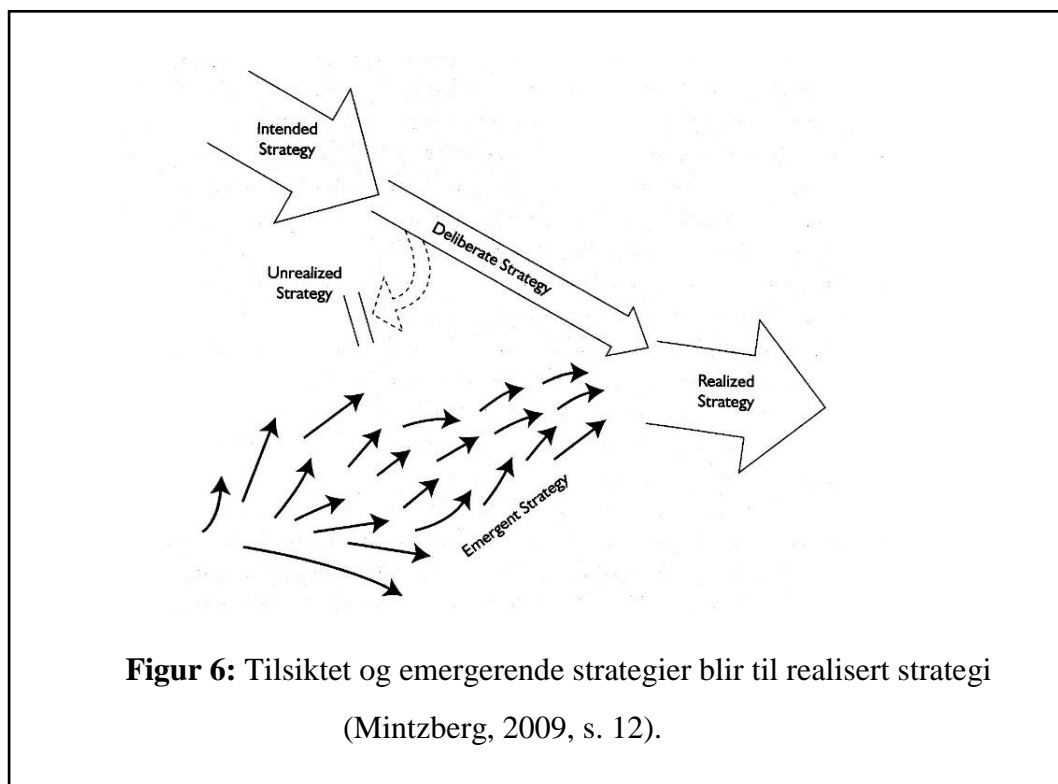 Intended
Strategy
Deliberate Strategy
Unrealized
Strategy
Realized
Strategy
Emergent Strategy
Figur 6: Tilsiktet og emergerende strategier blir til realisert strategi
(Mintzberg, 2009, s. 12).